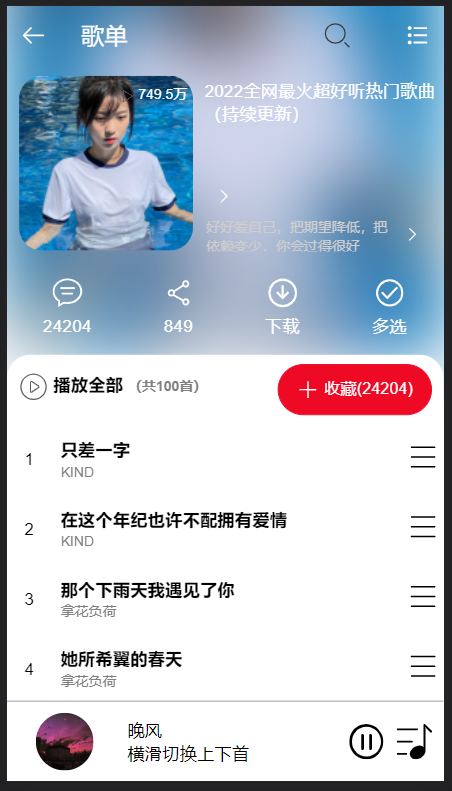 歌单
749.5万
2022全网最火超好听热门歌曲
（持续更新）
好好爱自己，把期望降低，把
依赖变少，你会过得很好
24204
849
下载
多选
播放全部（共100首）
收藏(24204)
1
只差一字
KIND
2
在这个年纪也许不配拥有爱情
KIND
3
那个下雨天我遇见了你
拿花负荷
4
她所希翼的春天
拿花负荷
晚风
横滑切换上下首